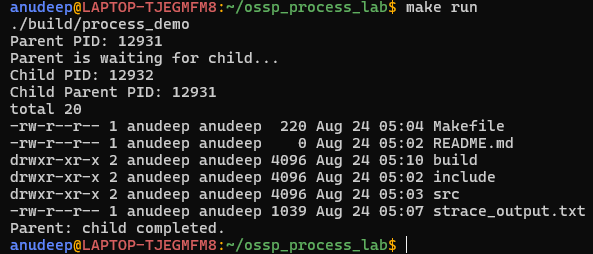 anudeep@LAPTOP-TJEGMFM8:~/ossp_process_lab$ make run
./build/process_demo
Parent PID: 12931
Parent is waiting for child...
Child PID: 12932
Child Parent PID: 12931
total 20
-rw-r--r-- 1 anudeep anudeep  220 Aug 24 05:04 Makefile
-rw-r--r-- 1 anudeep anudeep    0 Aug 24 05:02 README.md
drwxr-xr-x 2 anudeep anudeep 4096 Aug 24 05:10 build
drwxr-xr-x 2 anudeep anudeep 4096 Aug 24 05:02 include
drwxr-xr-x 2 anudeep anudeep 4096 Aug 24 05:03 src
-rw-r--r-- 1 anudeep anudeep 1039 Aug 24 05:07 strace_output.txt
Parent: child completed.
anudeep@LAPTOP-TJEGMFM8:~/ossp_process_lab$